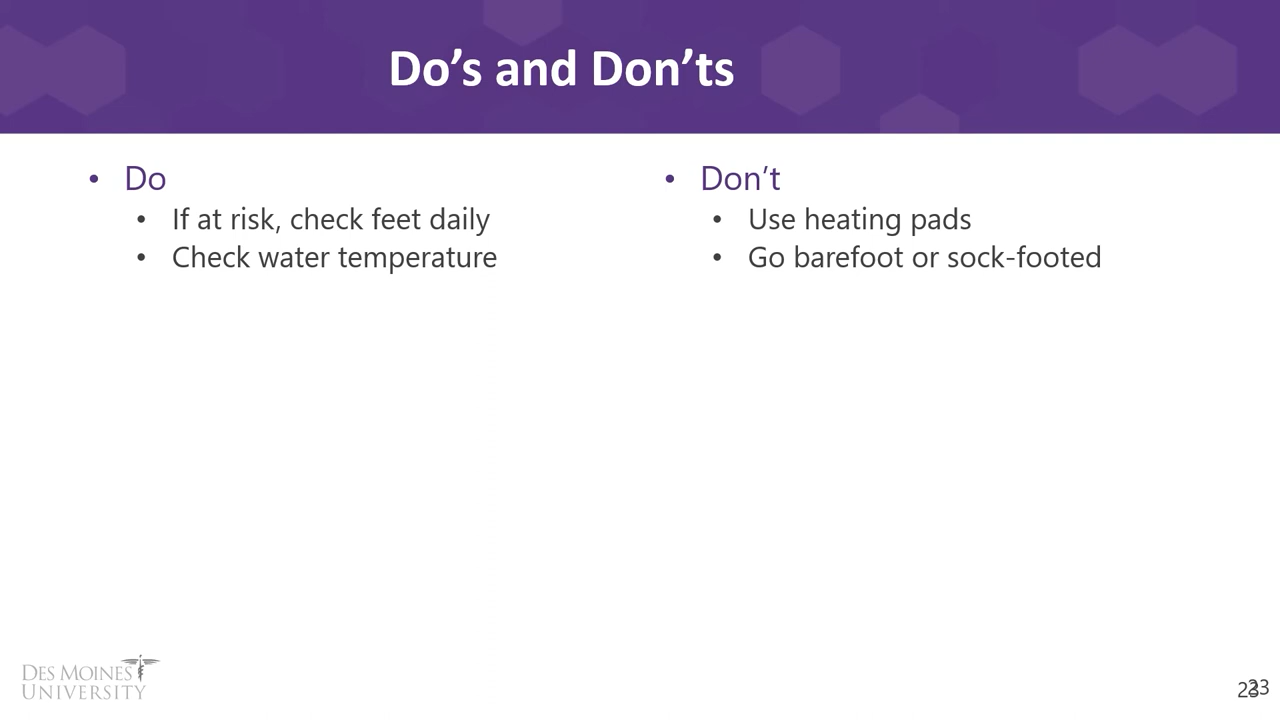 Do’s and Don’ts
• Do
• If at risk, check feet daily
• Check water temperature
• Don’t
• Use heating pads
• Go barefoot or sock-footed
DES MOINES
UNIVERSITY
23